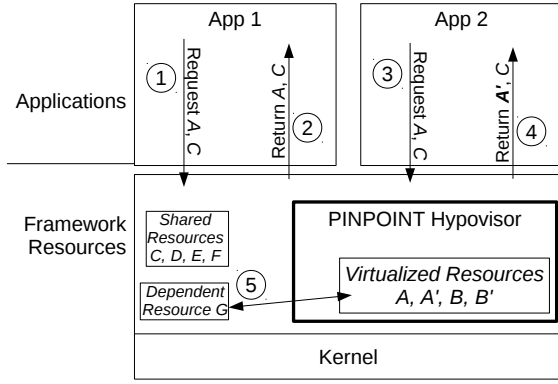 App 1
App 2
1
Request A, C
Return A, C
2
3
Request A, C
Return A', C
4
Applications
Framework
Resources
Shared
Resources
C, D, E, F
Dependent
Resource G
5
PINPOINT Hypovisor
Virtualized Resources
A, A', B, B'
Kernel